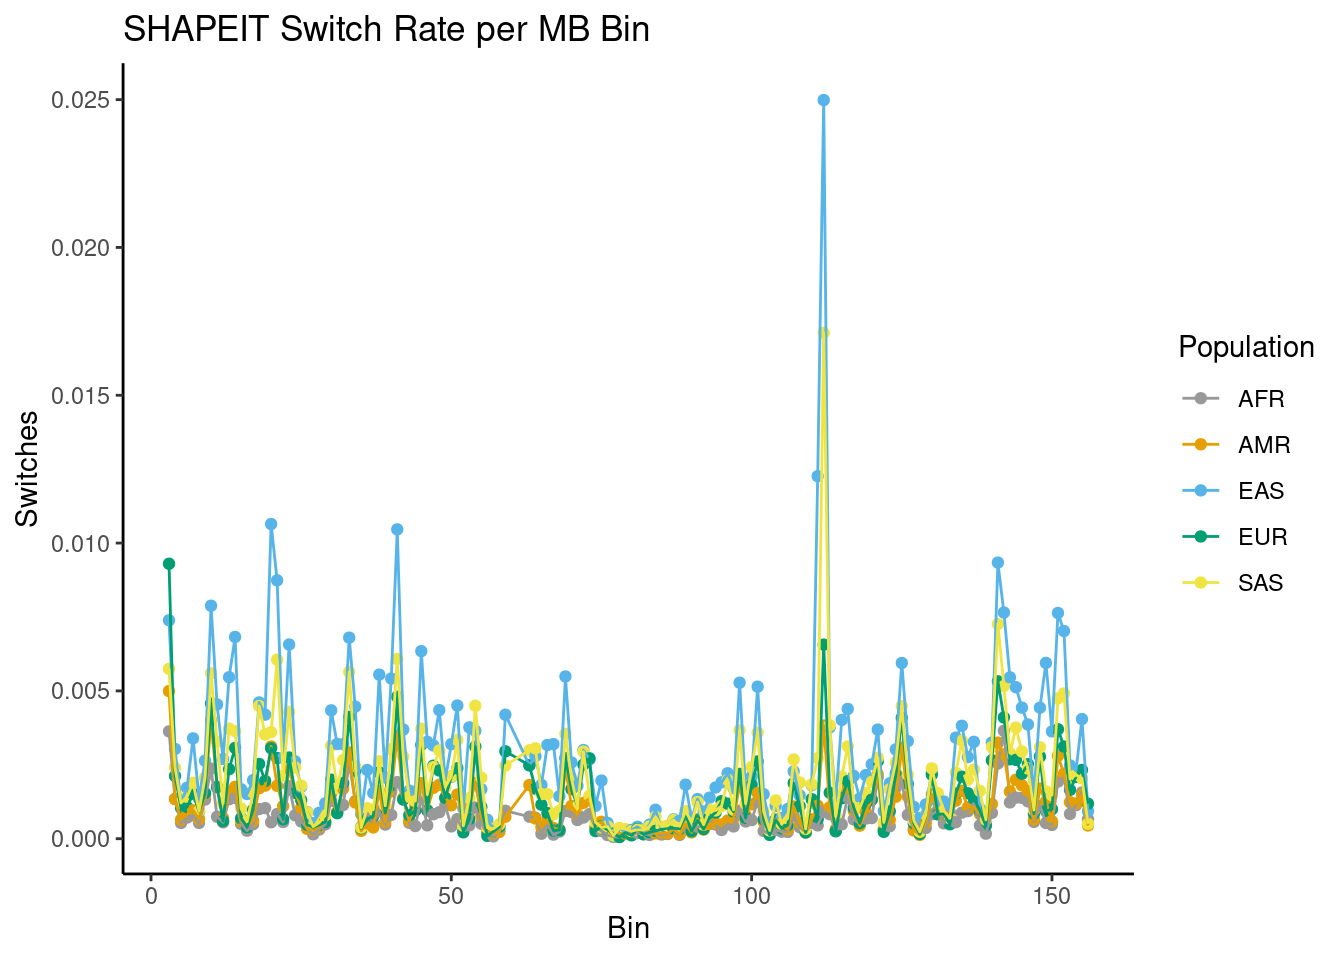 SHAPEIT Switch Rate per MB Bin
0.025
0.020
0.015
0.010
0.005
0.000
Switches
0
50
100
150
Bin
Population
AFR
AMR
EAS
EUR
SAS